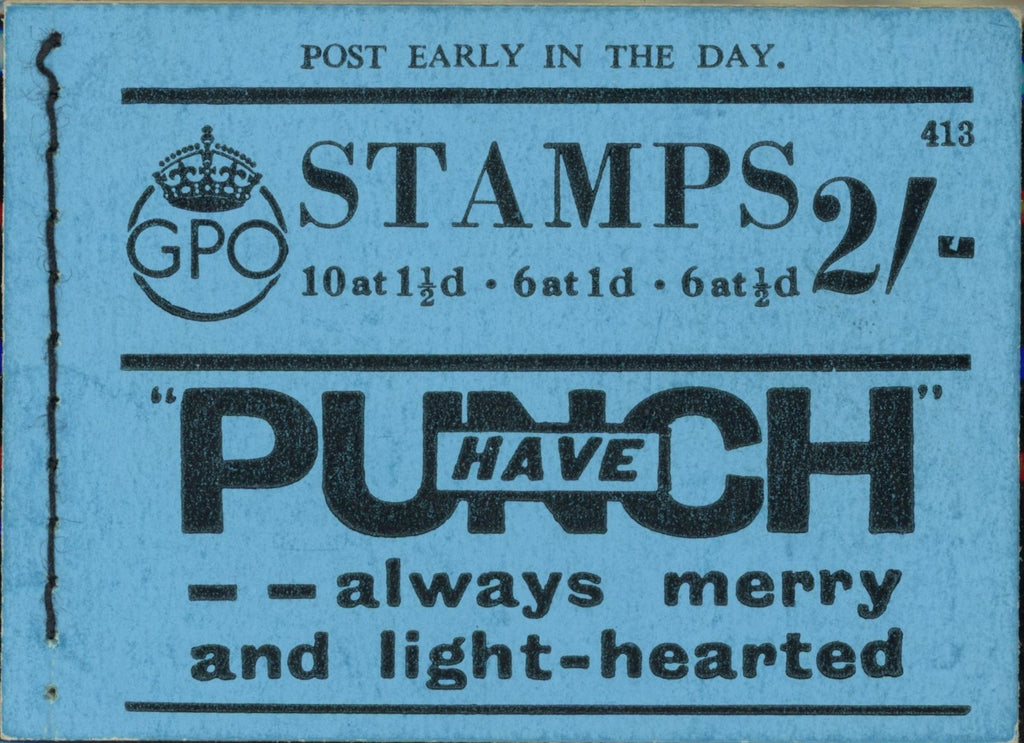 POST EARLY IN THE DAY.
413
GPO
STAMPS 2/-
10 at 1½d · 6 at 1d · 6 at ½d
"PUNCH"
HAVE
-- always merry
and light-hearted